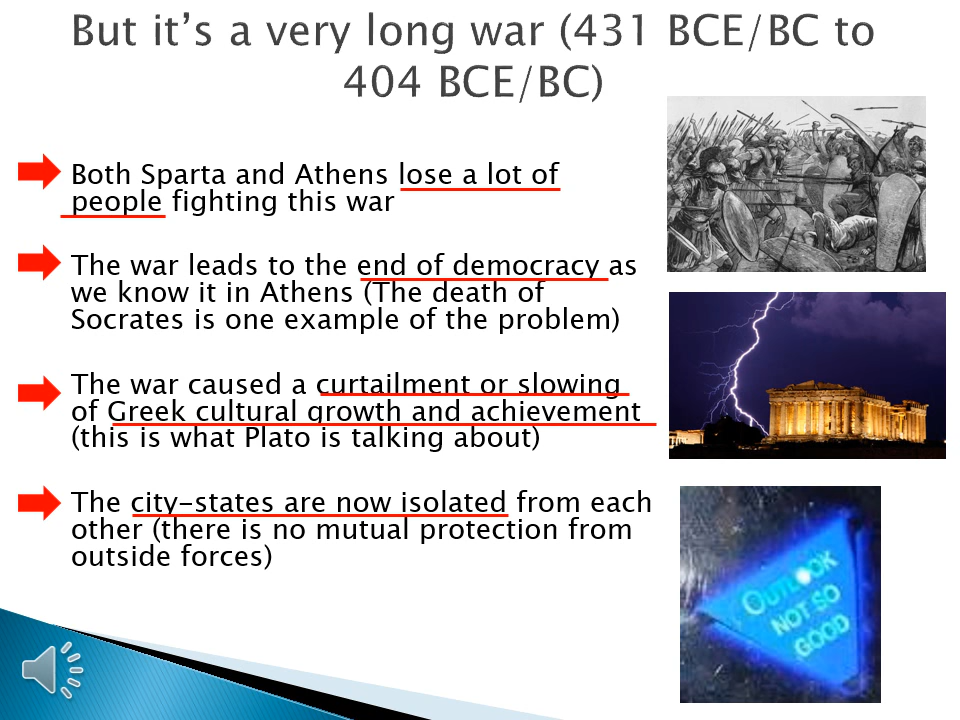 But it's a very long war (431 BCE/BC to
404 BCE/BC)
Both Sparta and Athens lose a lot of
people fighting this war
The war leads to the end of democracy as
we know it in Athens (The death of
Socrates is one example of the problem)
The war caused a curtailment or slowing
of Greek cultural growth and achievement
(this is what Plato is talking about)
The city-states are now isolated from each
other (there is no mutual protection from
outside forces)
OUTLOOK
NOT SO
GOOD